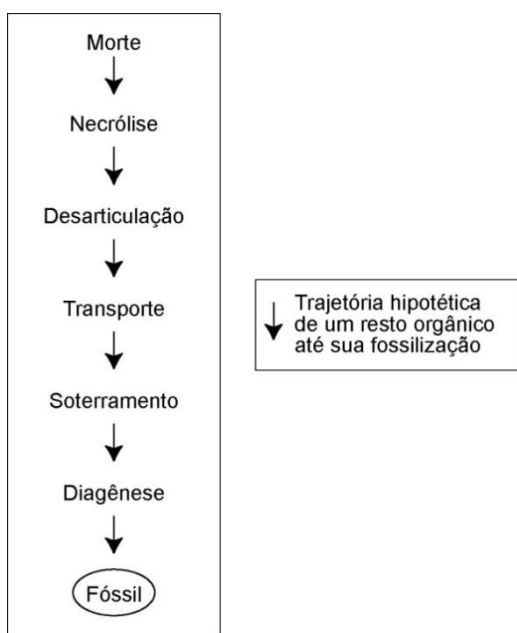 Morte
Necrólise
Desarticulação
Transporte
Soterramento
Diagênese
Fóssil
Trajetória hipotética
de um resto orgânico
até sua fossilização